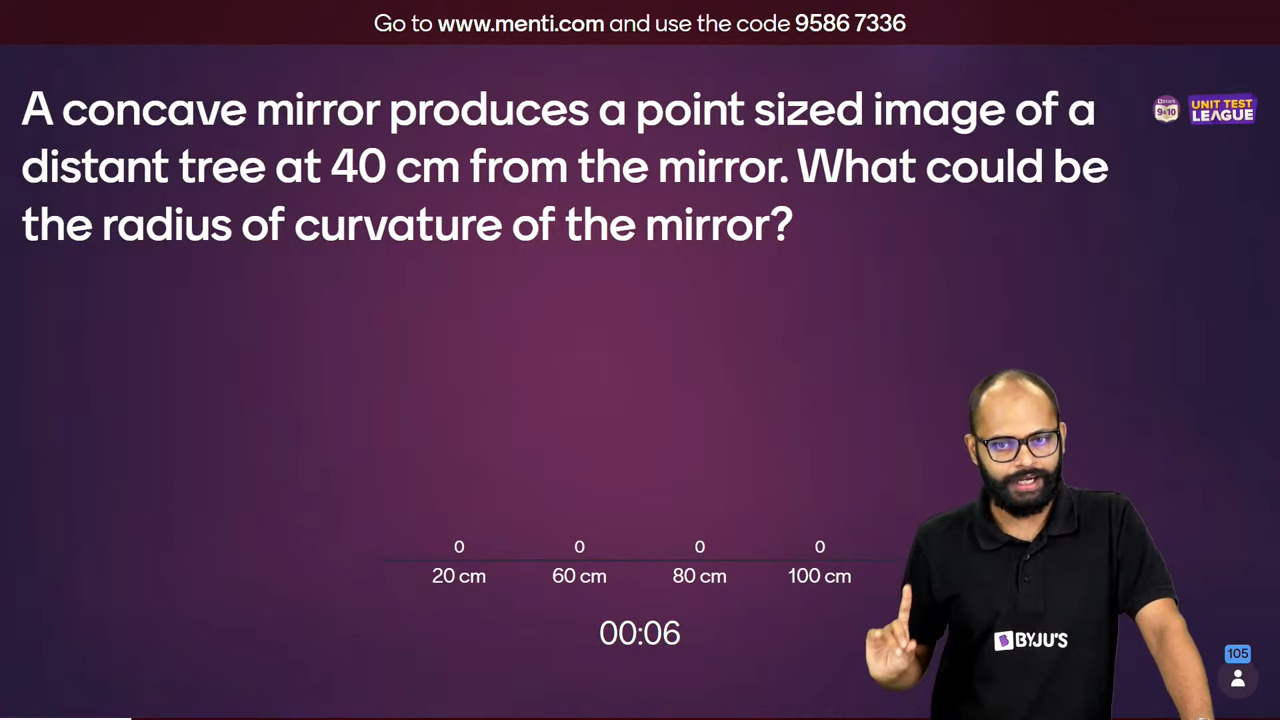 Go to www.menti.com and use the code 9586 7336
A concave mirror produces a point sized image of a
distant tree at 40 cm from the mirror. What could be
the radius of curvature of the mirror?
UNIT TEST
LEAGUE
0 0 0 0
20 cm 60 cm 80 cm 100 cm
00:06
BYJU'S
105